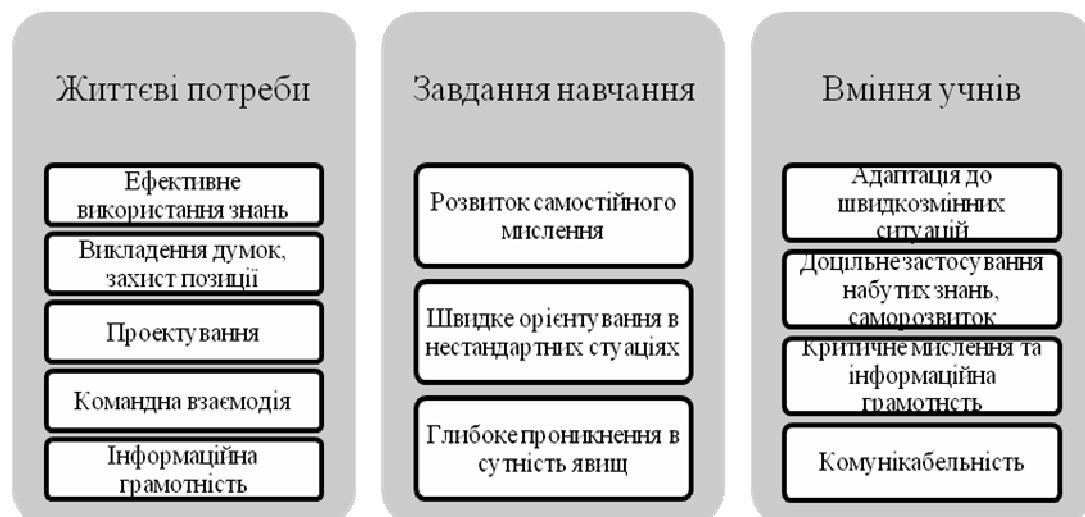 Життєві потреби
Ефективне
використання знань
Викладення думок,
захист позиції
Проектування
Командна взаємодія
Інформаційна
грамотність
Завдання навчання
Розвиток самостійного
мислення
Швидке орієнтування в
нестандартних стуаціях
Глибоке проникнення в
сутність явищ
Вміння учнів
Адаптація до
швидкозмінних
ситуацій
Доцільне застосування
набутих знань,
саморозвиток
Критичне мислення та
інформаційна
грамотнсть
Комунікабельність